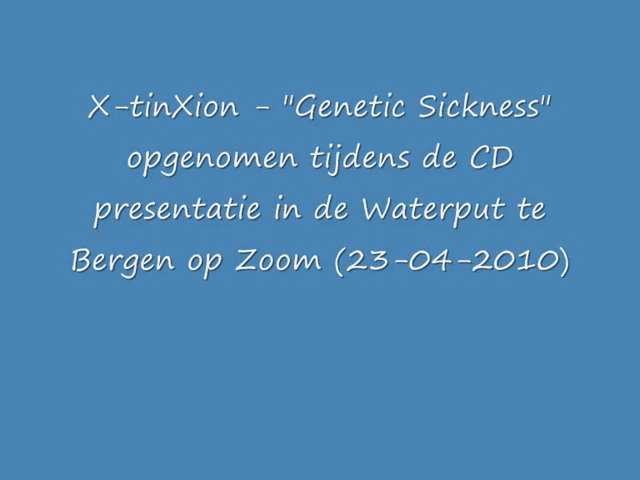 X-tinXion - "Genetic Sickness"
opgenomen tijdens de CD
presentatie in de Waterput te
Bergen op Zoom (23-04-2010)